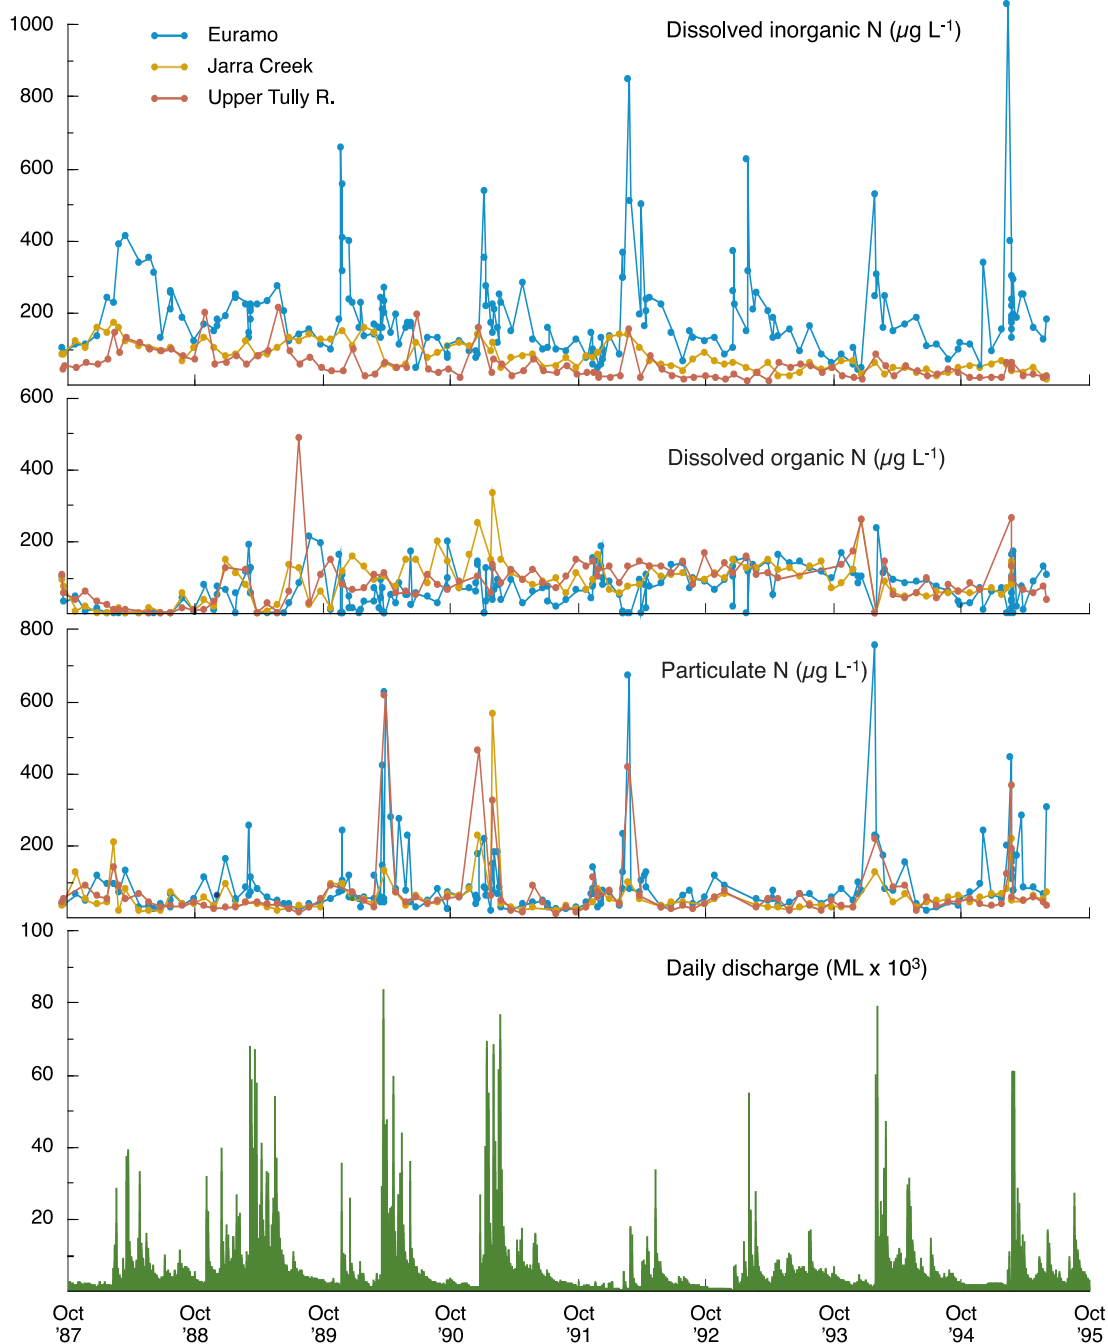 1000
Dissolved inorganic N (µg L-1)
Euramo
Jarra Creek
Upper Tully R.
800
600
400
200
600
Dissolved organic N (µg L-1)
400
200
800
Particulate N (µg L-1)
600
400
200
100
Daily discharge (ML x 10³)
80
60
40
20
Oct Oct Oct Oct Oct Oct Oct Oct Oct
'87 '88 '89 '90 '91 '92 '93 '94 '95